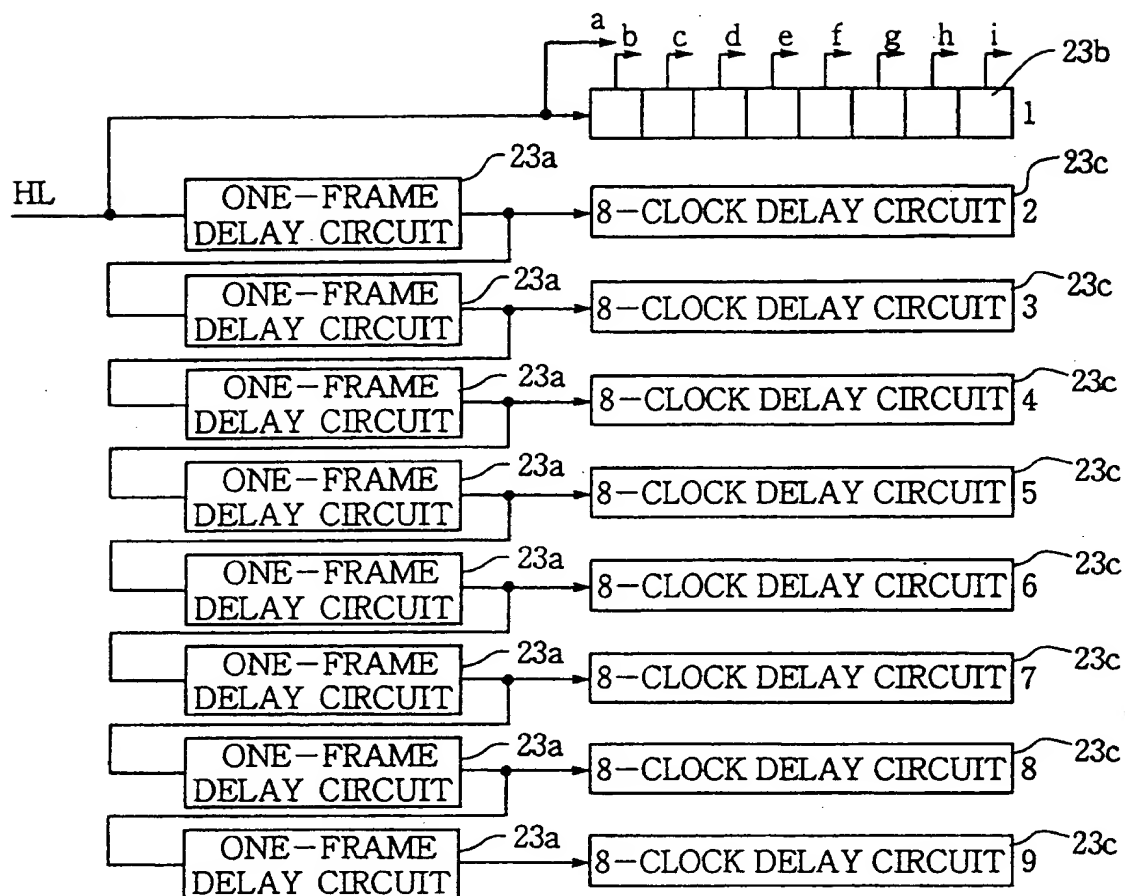 a b c d e f g h i
23b
1
HL
23a
ONE-FRAME
DELAY CIRCUIT
23c
8-CLOCK DELAY CIRCUIT 2
23a
ONE-FRAME
DELAY CIRCUIT
23c
8-CLOCK DELAY CIRCUIT 3
23a
ONE-FRAME
DELAY CIRCUIT
23c
8-CLOCK DELAY CIRCUIT 4
23a
ONE-FRAME
DELAY CIRCUIT
23c
8-CLOCK DELAY CIRCUIT 5
23a
ONE-FRAME
DELAY CIRCUIT
23c
8-CLOCK DELAY CIRCUIT 6
23a
ONE-FRAME
DELAY CIRCUIT
23c
8-CLOCK DELAY CIRCUIT 7
23a
ONE-FRAME
DELAY CIRCUIT
23c
8-CLOCK DELAY CIRCUIT 8
23a
ONE-FRAME
DELAY CIRCUIT
23c
8-CLOCK DELAY CIRCUIT 9